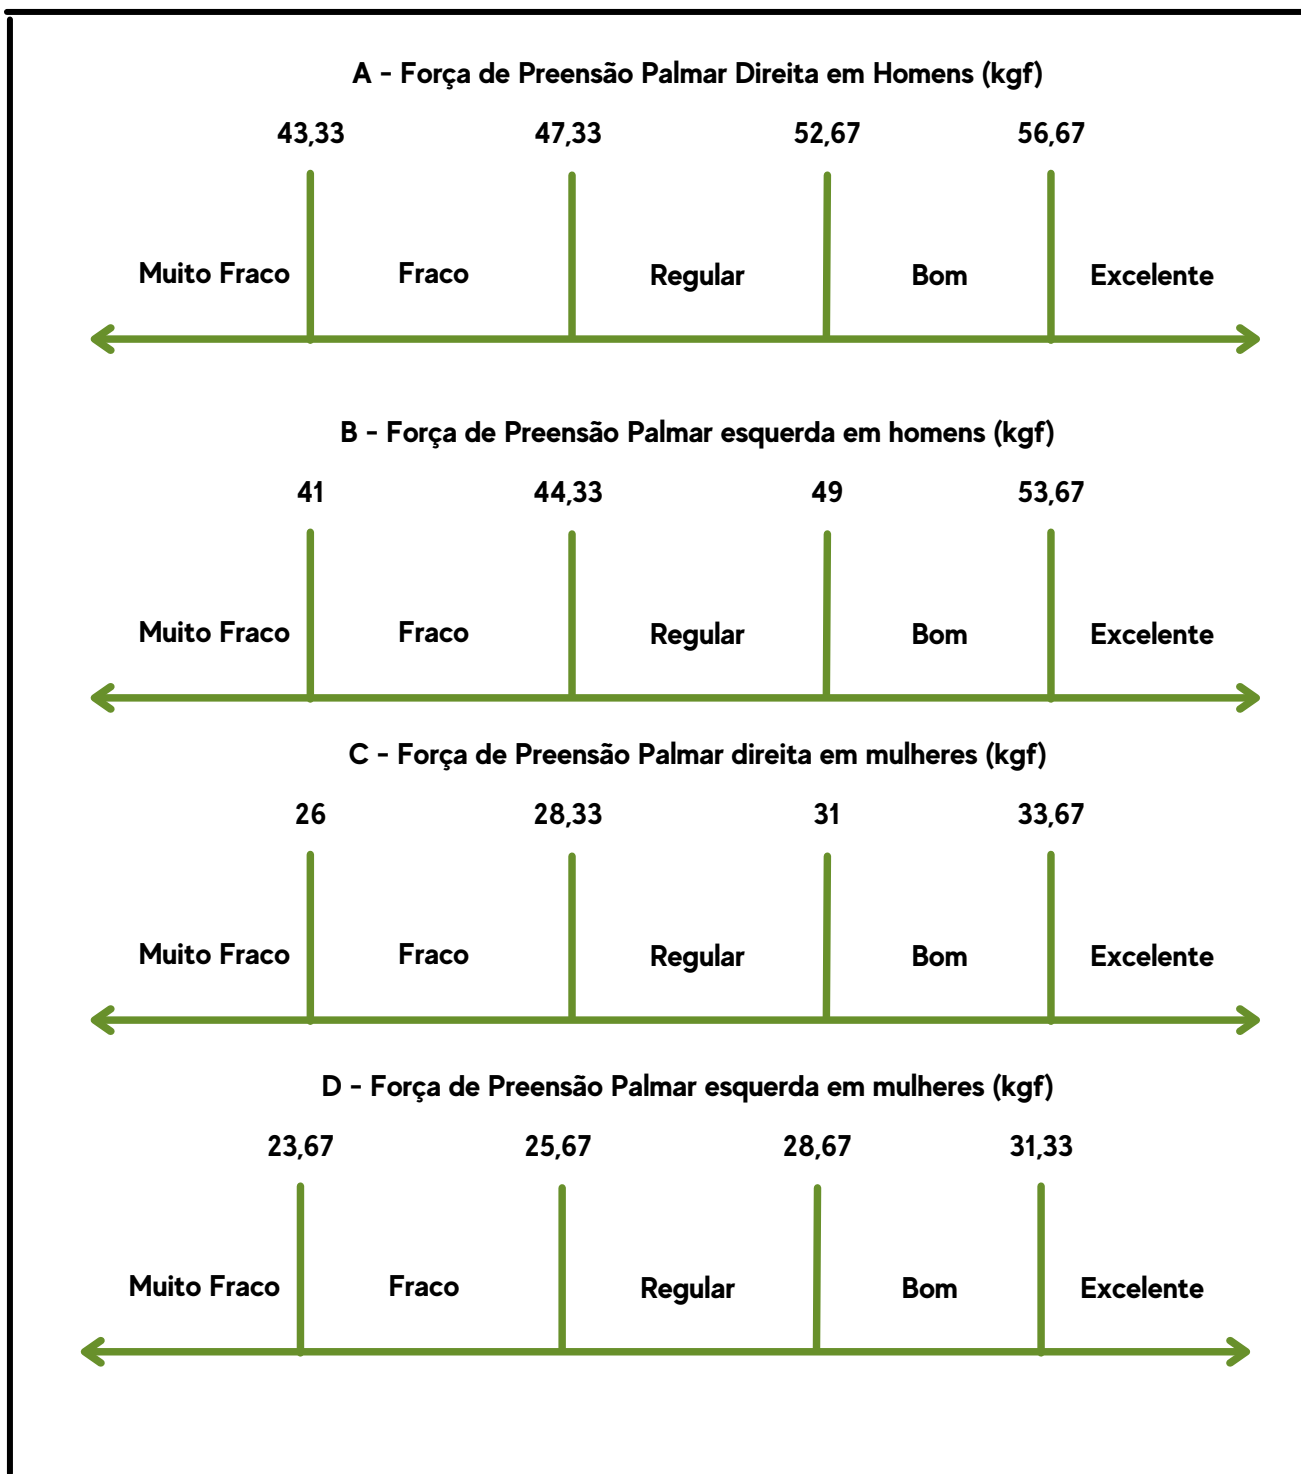 A - Força de Preensão Palmar Direita em Homens (kgf)
43,33 47,33 52,67 56,67
Muito Fraco Fraco Regular Bom Excelente
B - Força de Preensão Palmar esquerda em homens (kgf)
41 44,33 49 53,67
Muito Fraco Fraco Regular Bom Excelente
C - Força de Preensão Palmar direita em mulheres (kgf)
26 28,33 31 33,67
Muito Fraco Fraco Regular Bom Excelente
D - Força de Preensão Palmar esquerda em mulheres (kgf)
23,67 25,67 28,67 31,33
Muito Fraco Fraco Regular Bom Excelente